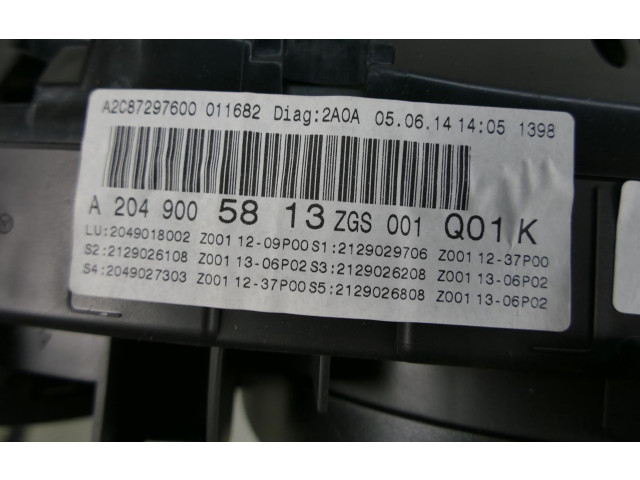 A2C87297600 011682 Diag:2A0A 05.06.14 14:05 1398
A 204 900 58 13 ZGS 001 Q01 K
LU:2049018002 Z001 12-09P00 S1:2129029706 Z001 12-37P00
S2:2129026108 Z001 13-06P02 S3:2129026208 Z001 13-06P02
S4:2049027303 Z001 12-37P00 S5:2129026808 Z001 13-06P02